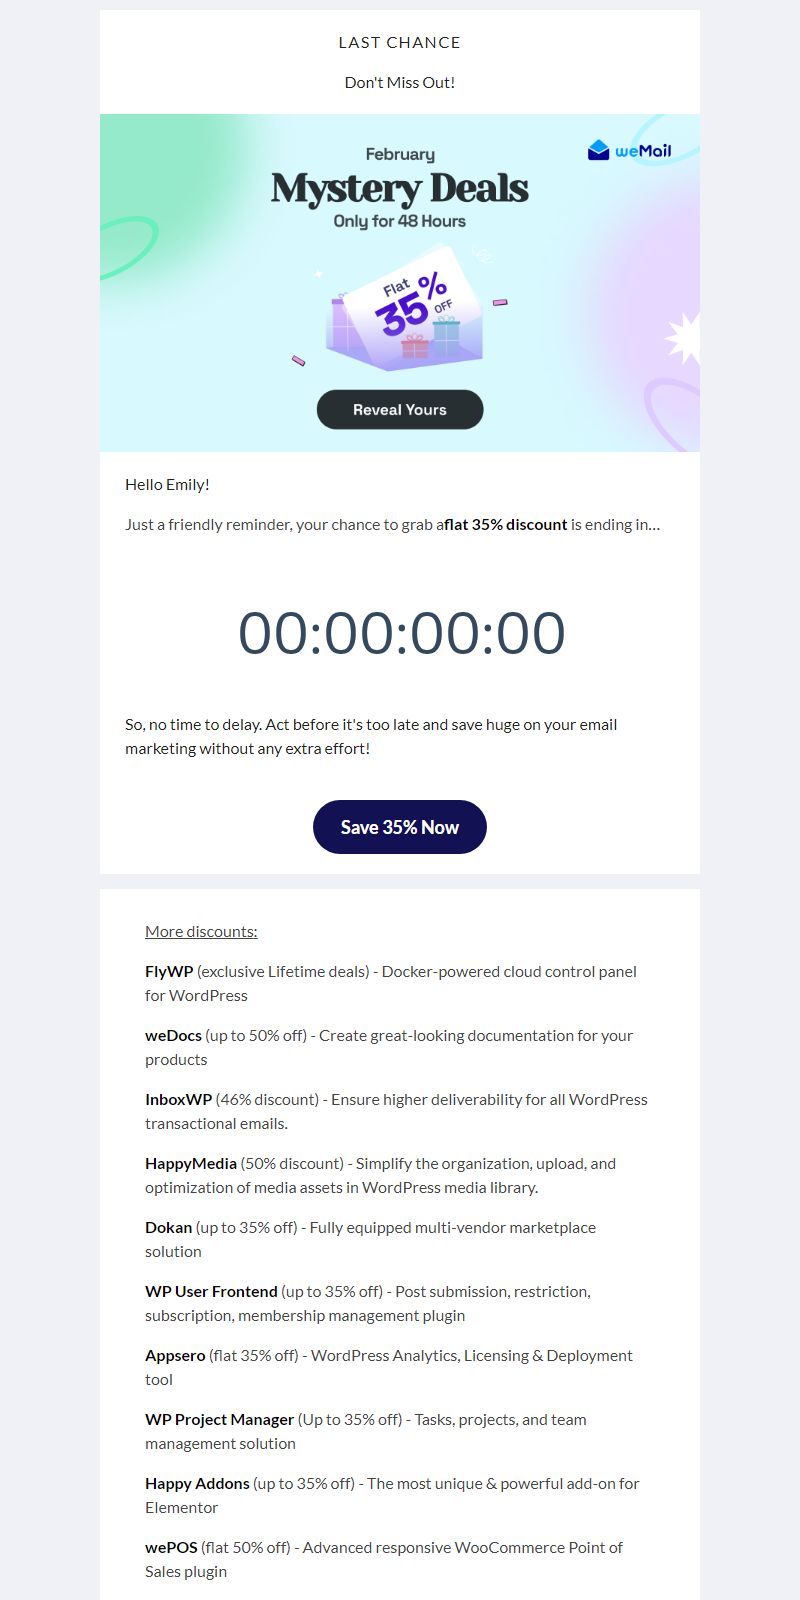 LAST CHANCE
Don't Miss Out!
weMail
February
Mystery Deals
Only for 48 Hours
Flat
35%
OFF
Reveal Yours
Hello Emily!
Just a friendly reminder, your chance to grab aflat 35% discount is ending in...
00:00:00:00
So, no time to delay. Act before it's too late and save huge on your email
marketing without any extra effort!
Save 35% Now
More discounts:
FlyWP (exclusive Lifetime deals) - Docker-powered cloud control panel
for WordPress
weDocs (up to 50% off) - Create great-looking documentation for your
products
InboxWP (46% discount) - Ensure higher deliverability for all WordPress
transactional emails.
HappyMedia (50% discount) - Simplify the organization, upload, and
optimization of media assets in WordPress media library.
Dokan (up to 35% off) - Fully equipped multi-vendor marketplace
solution
WP User Frontend (up to 35% off) - Post submission, restriction,
subscription, membership management plugin
Appsero (flat 35% off) - WordPress Analytics, Licensing & Deployment
tool
WP Project Manager (Up to 35% off) - Tasks, projects, and team
management solution
Happy Addons (up to 35% off) - The most unique & powerful add-on for
Elementor
wePOS (flat 50% off) - Advanced responsive WooCommerce Point of
Sales plugin